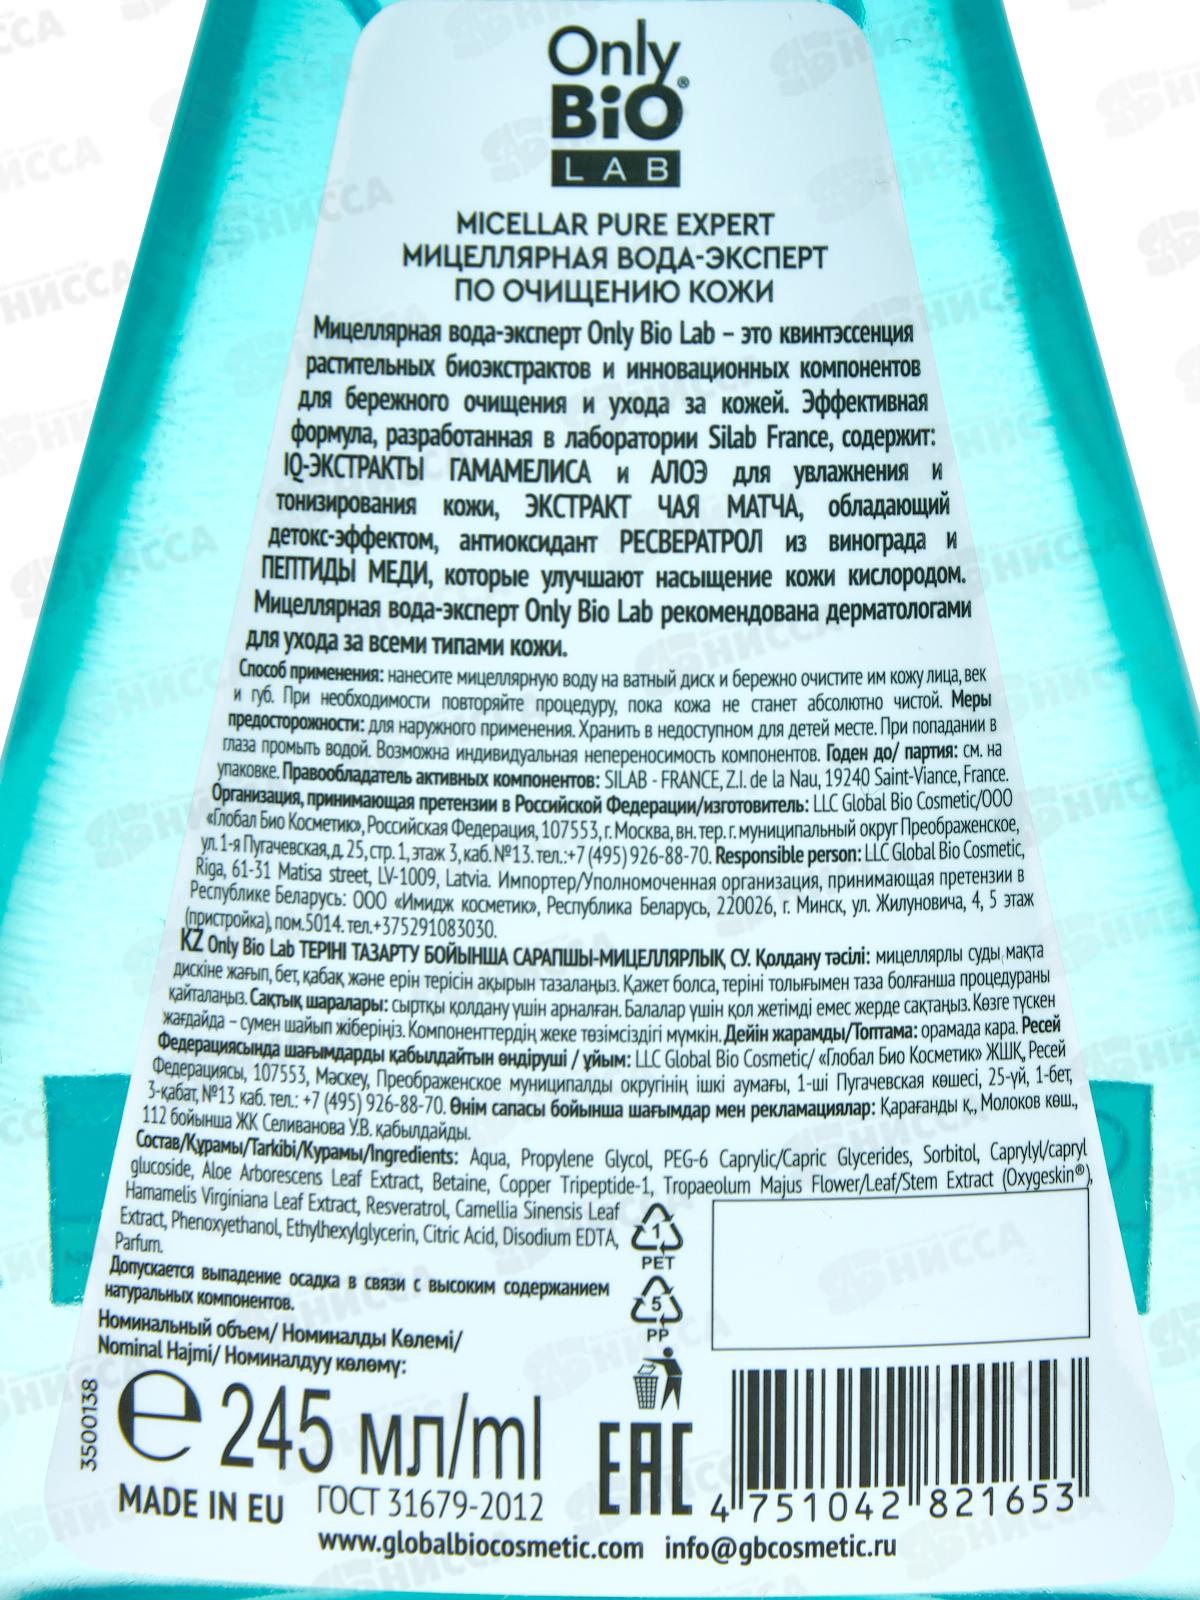 Only
BiO®
LAB
MICELLAR PURE EXPERT
МИЦЕЛЛЯРНАЯ ВОДА-ЭКСПЕРТ
ПО ОЧИЩЕНИЮ КОЖИ
Мицеллярная вода-эксперт Only Bio Lab – это квинтэссенция
растительных биоэкстрактов и инновационных компонентов
для бережного очищения и ухода за кожей. Эффективная
формула, разработанная в лаборатории Silab France, содержит:
IQ-ЭКСТРАКТЫ ГАМАМЕЛИСА и АЛОЭ для увлажнения и
тонизирования кожи, ЭКСТРАКТ ЧАЯ МАТЧА, обладающий
детокс-эффектом, антиоксидант РЕСВЕРАТРОЛ из винограда и
ПЕПТИДЫ МЕДИ, которые улучшают насыщение кожи кислородом.
Мицеллярная вода-эксперт Only Bio Lab рекомендована дерматологами
для ухода за всеми типами кожи.
Способ применения: нанесите мицеллярную воду на ватный диск и бережно очистите им кожу лица, век
и губ. При необходимости повторяйте процедуру, пока кожа не станет абсолютно чистой. Меры
предосторожности: для наружного применения. Хранить в недоступном для детей месте. При попадании в
глаза промыть водой. Возможна индивидуальная непереносимость компонентов. Годен до/ партия: см. на
упаковке. Правообладатель активных компонентов: SILAB - FRANCE, Z.I. de la Nau, 19240 Saint-Viance, France.
Организация, принимающая претензии в Российской Федерации/изготовитель: LLC Global Bio Cosmetic/ООО
«Глобал Био Косметик», Российская Федерация, 107553, г. Москва, вн. тер. г. муниципальный округ Преображенское,
ул. 1-я Пугачевская, д. 25, стр. 1, этаж 3, каб. №13. тел.:+7 (495) 926-88-70. Responsible person: LLC Global Bio Cosmetic,
Riga, 61-31 Matisa street, LV-1009, Latvia. Импортер/Уполномоченная организация, принимающая претензии в
Республике Беларусь: ООО «Имидж косметик», Республика Беларусь, 220026, г. Минск, ул. Жилуновича, 4, 5 этаж
(пристройка), пом.5014. тел.+375291083030.
KZ Only Bio Lab ТЕРІНІ ТАЗАРТУ БОЙЫНША САРАПШЫ-МИЦЕЛЛЯРЛЫҚ СУ. Қолдану тәсілі: мицеллярлы суды мақта
дискіне жағып, бет, қабақ және ерін терісін ақырын тазалаңыз. Қажет болса, теріні толығымен таза болғанша процедураны
қайталаңыз. Сақтық шаралары: сыртқы қолдану үшін арналған. Балалар үшін қол жетімді емес жерде сақтаңыз. Көзге түскен
жағдайда – сумен шайып жіберіңіз. Компоненттердің жеке төзімсіздігі мүмкін. Дейін жарамды/Топтама: орамада кара. Ресей
Федерациясында шағымдарды қабылдайтын өндіруші / ұйым: LLC Global Bio Cosmetic/ «Глобал Био Косметик» ЖШҚ, Ресей
Федерациясы, 107553, Мәскеу, Преображенское муниципалды округінің ішкі аумағы, 1-ші Пугачевская көшесі, 25-үй, 1-бет,
3-қабат, №13 каб. тел.: +7 (495) 926-88-70. Өнім сапасы бойынша шағымдар мен рекламациялар: Қарағанды қ., Молоков көш.,
112 бойынша ЖК Селиванова У.В. қабылдайды.
Состав/Құрамы/Tarkibi/Курамы/Ingredients: Aqua, Propylene Glycol, PEG-6 Caprylic/Capric Glycerides, Sorbitol, Caprylyl/capryl
glucoside, Aloe Arborescens Leaf Extract, Betaine, Copper Tripeptide-1, Tropaeolum Majus Flower/Leaf/Stem Extract (Oxygeskin®),
Hamamelis Virginiana Leaf Extract, Resveratrol, Camellia Sinensis Leaf
Extract, Phenoxyethanol, Ethylhexylglycerin, Citric Acid, Disodium EDTA,
Parfum.
Допускается выпадение осадка в связи с высоким содержанием
натуральных компонентов.
Номинальный объем/ Номиналды Көлемі/
Nominal Hajmi/ Номиналдуу көлөмү:
1
PET
5
PP
3500138
e 245 мл/ml
EAC
4 751042 821653
MADE IN EU ГОСТ 31679-2012
www.globalbiocosmetic.com info@gbcosmetic.ru
НИССА